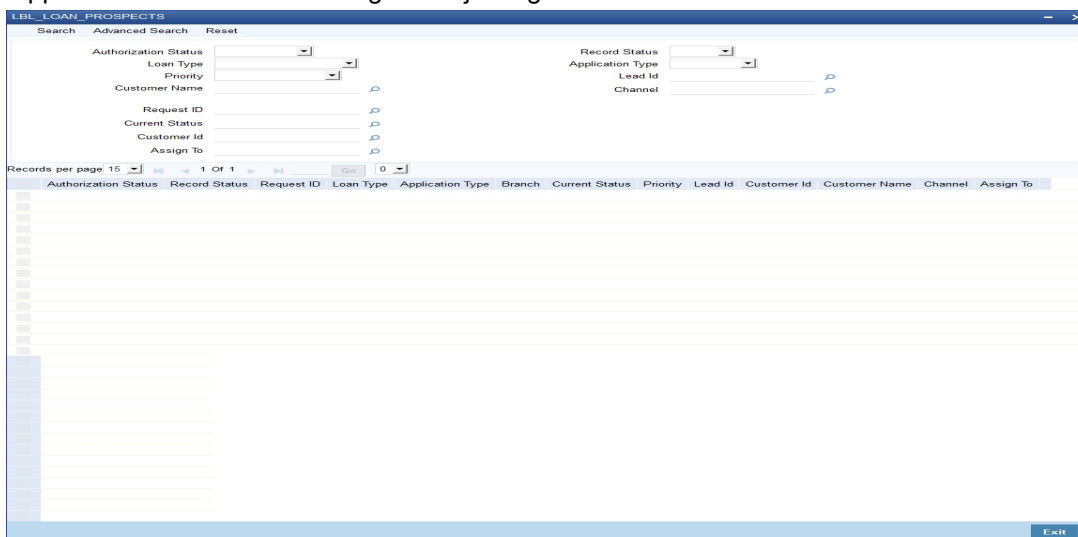 LBL_LOAN_PROSPECTS
Search Advanced Search Reset
Authorization Status Record Status
Loan Type Application Type
Priority Lead Id
Customer Name Channel
Request ID
Current Status
Customer Id
Assign To
Records per page 15 1 Of 1 Go 0
Authorization Status Record Status Request ID Loan Type Application Type Branch Current Status Priority Lead Id Customer Id Customer Name Channel Assign To
Exit